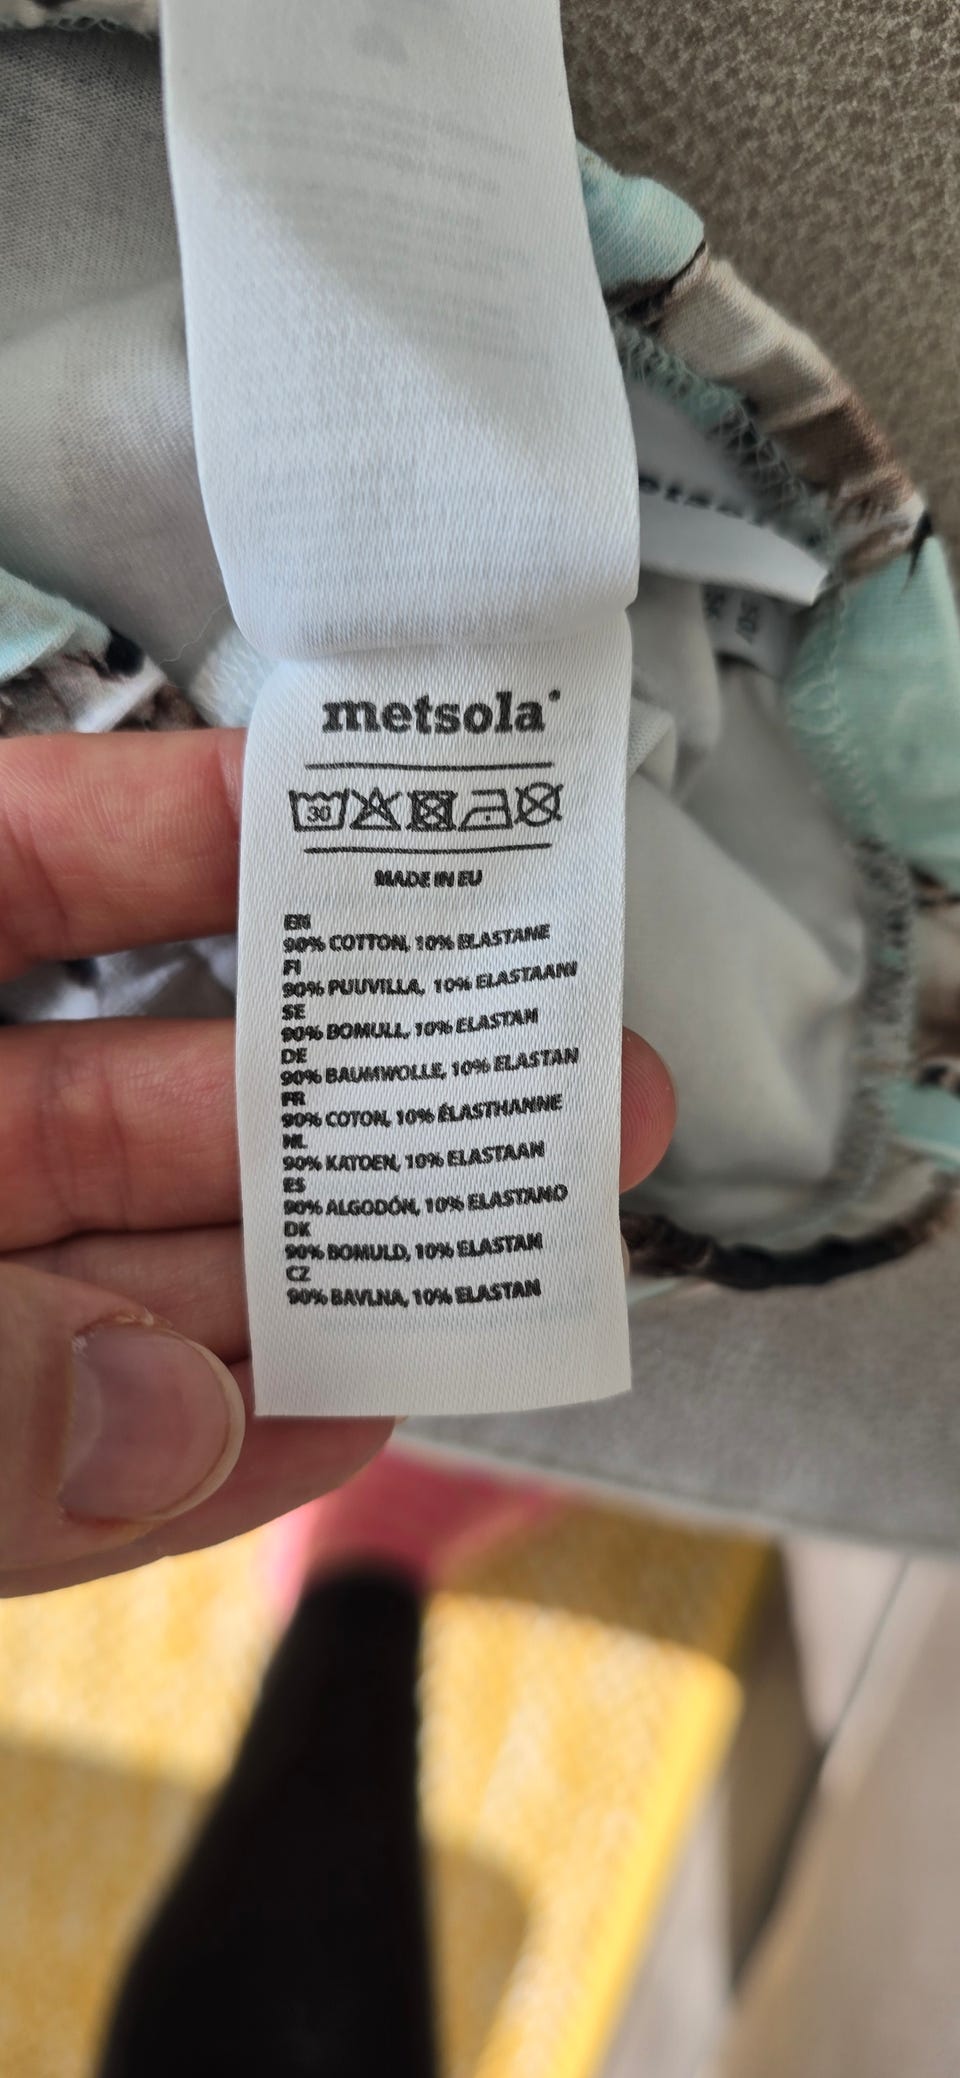 metsola
30
MADE IN EU
EN
90% COTTON, 10% ELASTANE
FI
90% PUUVILLA, 10% ELASTAANI
SE
90% BOMULL, 10% ELASTAN
DE
90% BAUMWOLLE, 10% ELASTAN
FR
90% COTON, 10% ÉLASTHANNE
NL
90% KATOEN, 10% ELASTAAN
ES
90% ALGODÓN, 10% ELASTANO
DK
90% BOMULD, 10% ELASTAN
CZ
90% BAVLNA, 10% ELASTAN